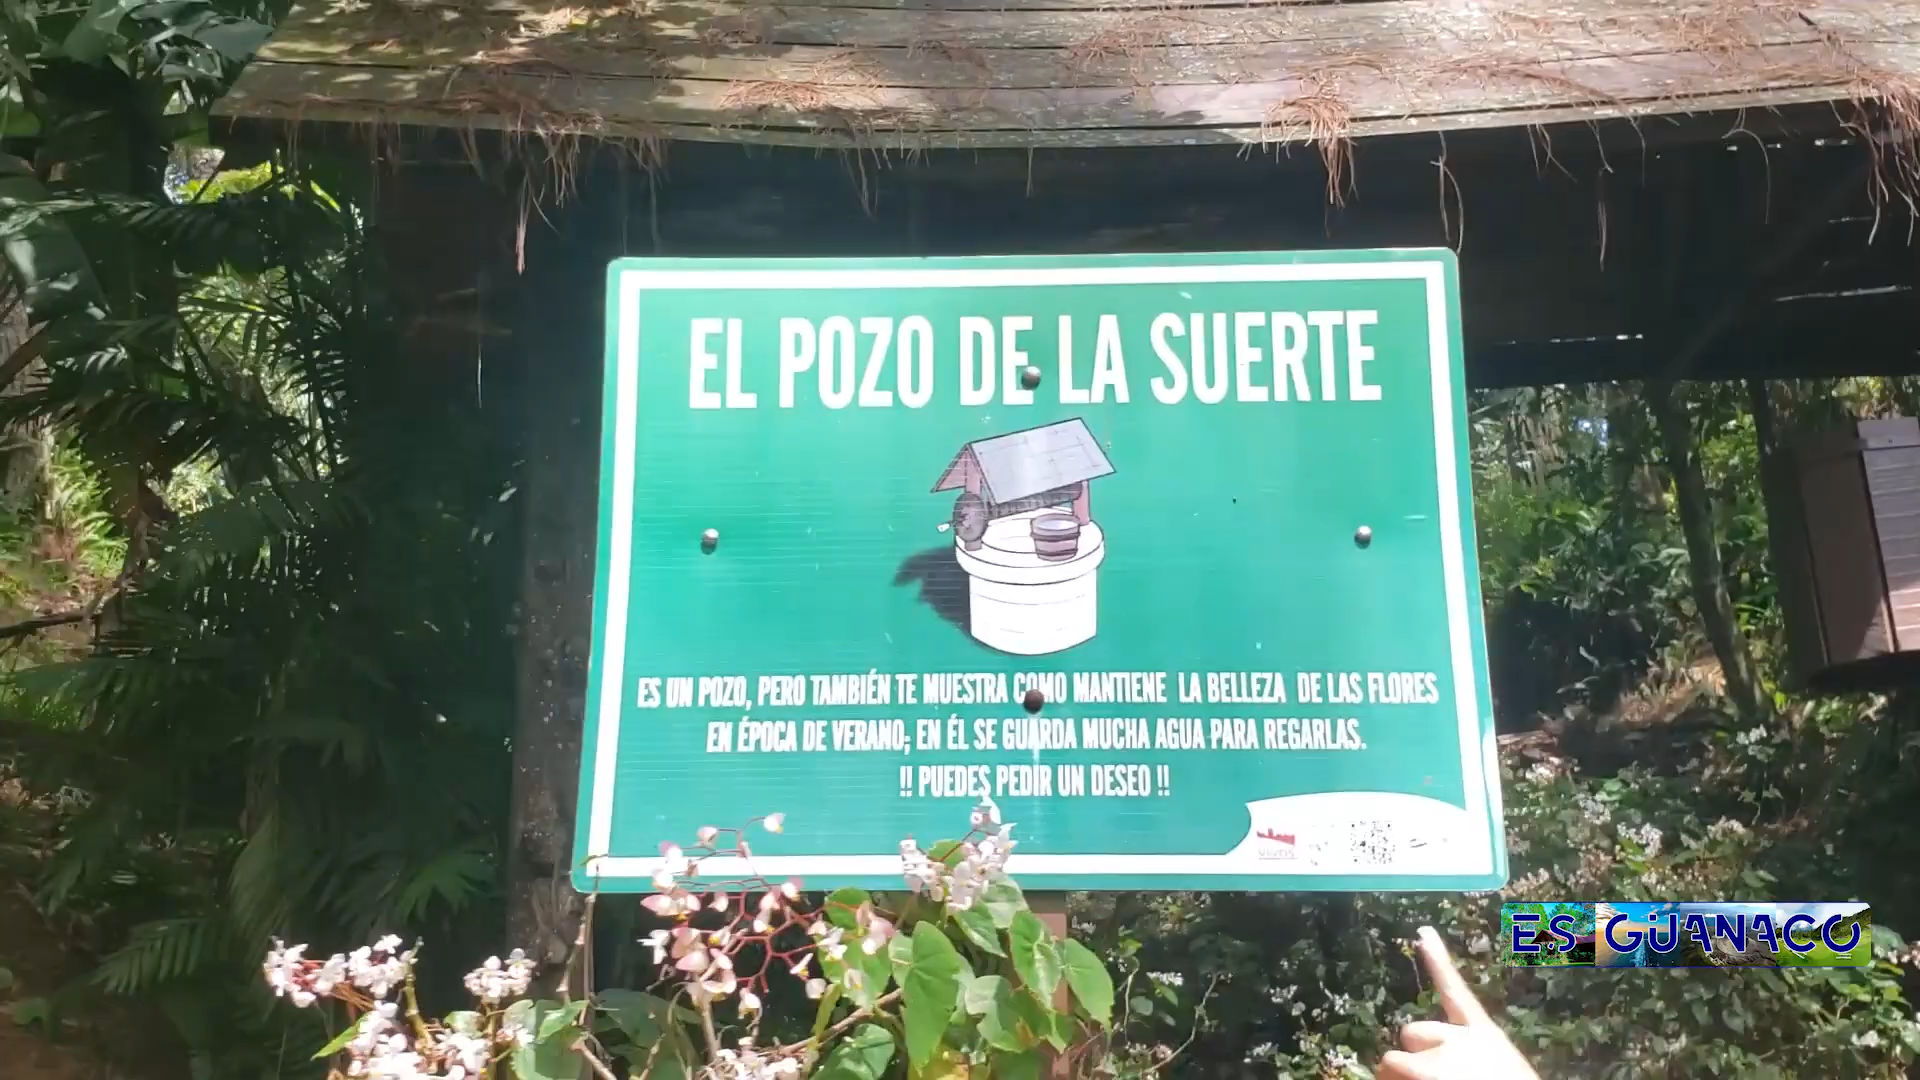 EL POZO DE LA SUERTE
ES UN POZO, PERO TAMBIÉN TE MUESTRA COMO MANTIENE LA BELLEZA DE LAS FLORES
EN ÉPOCA DE VERANO; EN ÉL SE GUARDA MUCHA AGUA PARA REGARLAS.
!! PUEDES PEDIR UN DESEO !!
ES GUANACO